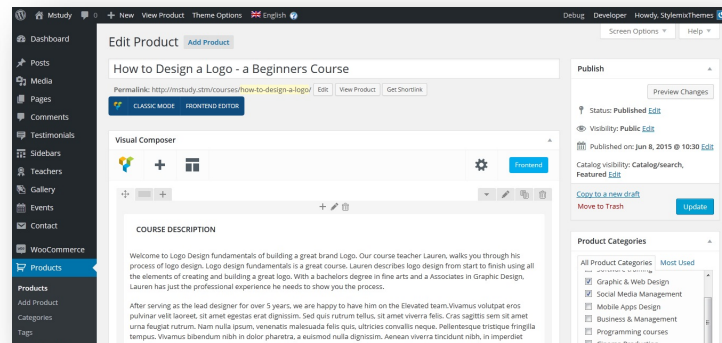 Mstudy 0 + New View Product Theme Options English Debug Developer Howdy, StylemixThemes
Screen Options Help
Dashboard
Posts
Media
Pages
Comments
Testimonials
Sidebars
Teachers
Gallery
Events
Contact
WooCommerce
Products
Products
Add Product
Categories
Tags
Edit Product Add Product
How to Design a Logo - a Beginners Course
Permalink: http://mstudy.stm/courses/how-to-design-a-logo/ Edit View Product Get Shortlink
CLASSIC MODE FRONTEND EDITOR
Visual Composer
Frontend
COURSE DESCRIPTION
Welcome to Logo Design fundamentals of building a great brand Logo. Our course teacher Lauren, walks you through his
process of logo design. Logo design fundamentals is a great course. Lauren describes logo design from start to finish using all
the elements of creating and building a great logo. With a bachelors degree in fine arts and a Associates in Graphic Design,
Lauren has just the professional experience he needs to show you the process.
After serving as the lead designer for over 5 years, we are happy to have him on the Elevated team.Vivamus volutpat eros
pulvinar velit laoreet, sit amet egestas erat dignissim. Sed quis rutrum tellus, sit amet viverra felis. Cras sagittis sem sit amet
urna feugiat rutrum. Nam nulla ipsum, venenatis malesuada felis quis, ultricies convallis neque. Pellentesque tristique fringilla
tempus. Vivamus bibendum nibh in dolor pharetra, a euismod nulla dignissim. Aenean viverra tincidunt nibh, in imperdiet
Publish
Preview Changes
Status: Published Edit
Visibility: Public Edit
Published on: Jun 8, 2015 @ 10:30 Edit
Catalog visibility: Catalog/search,
Featured Edit
Copy to a new draft
Move to Trash
Update
Product Categories
All Product Categories Most Used
Graphic & Web Design
Social Media Management
Mobile Apps Design
Business & Management
Programming courses